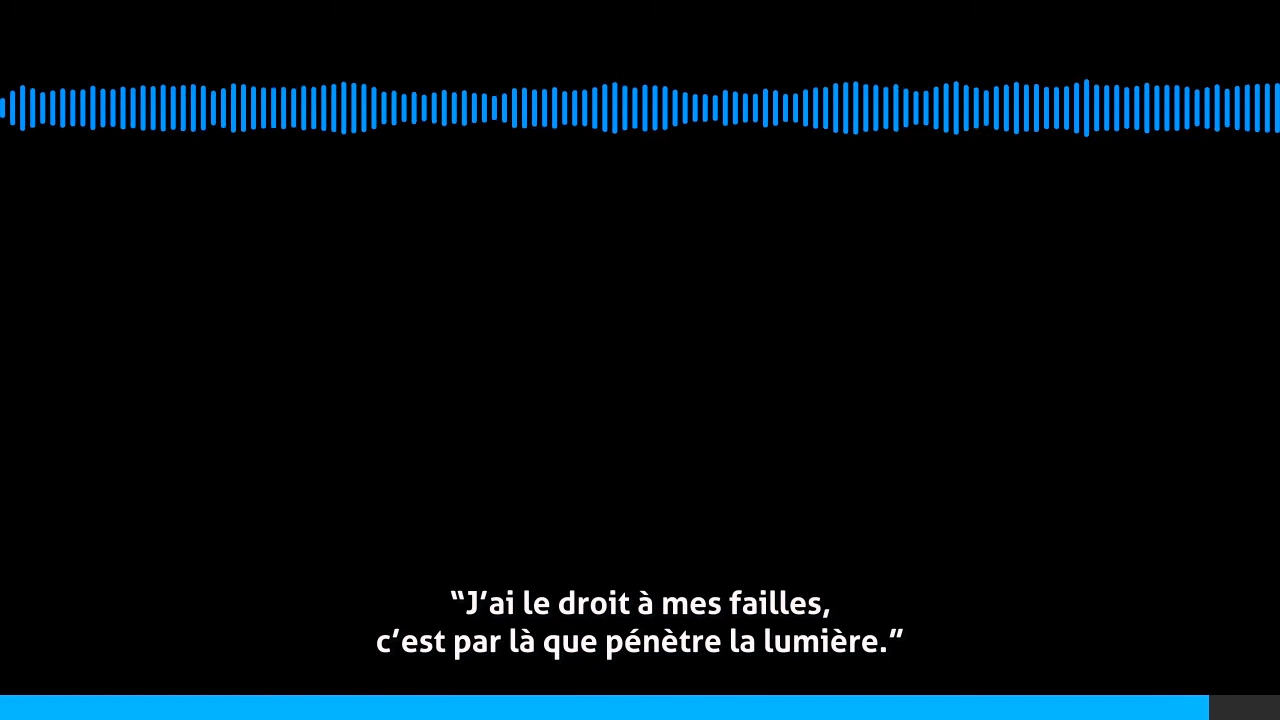 “J’ai le droit à mes failles,
c’est par là que pénètre la lumière.”